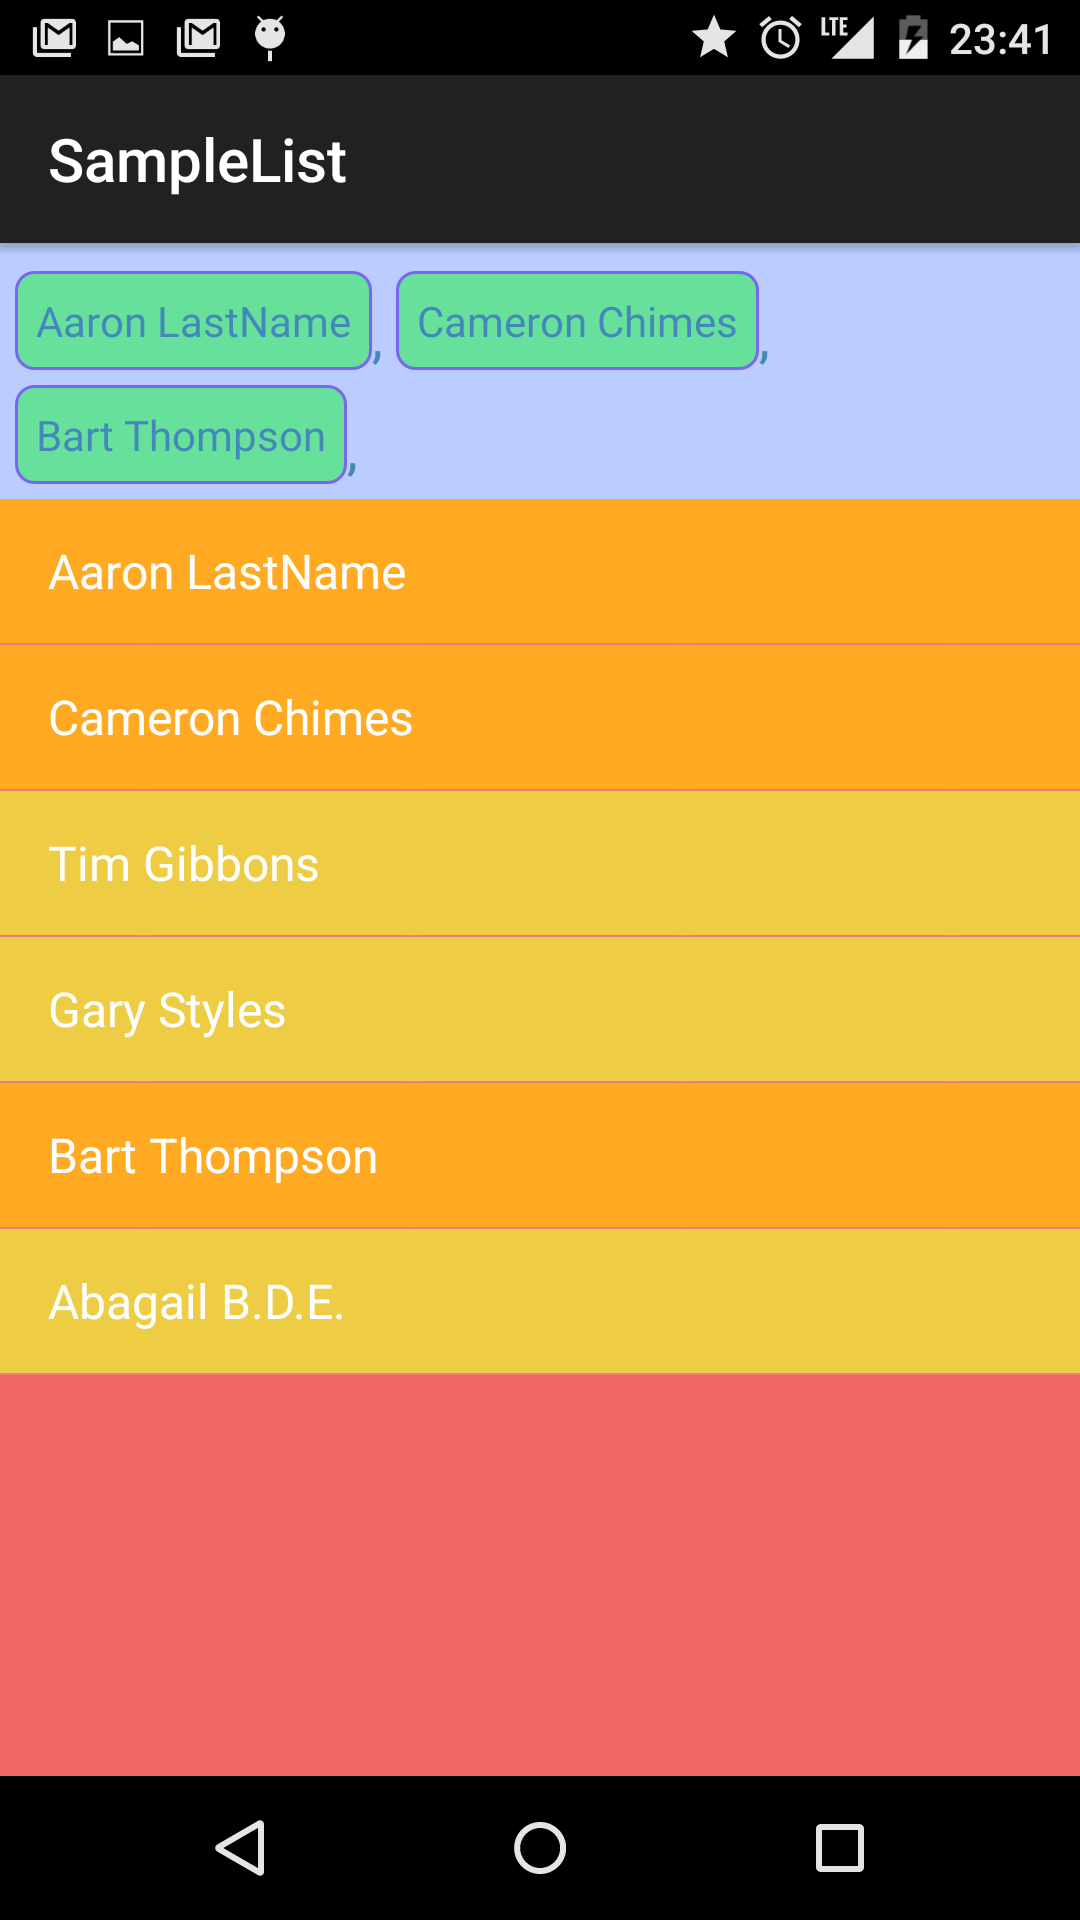 LTE 23:41
SampleList
Aaron LastName, Cameron Chimes,
Bart Thompson,
Aaron LastName
Cameron Chimes
Tim Gibbons
Gary Styles
Bart Thompson
Abagail B.D.E.